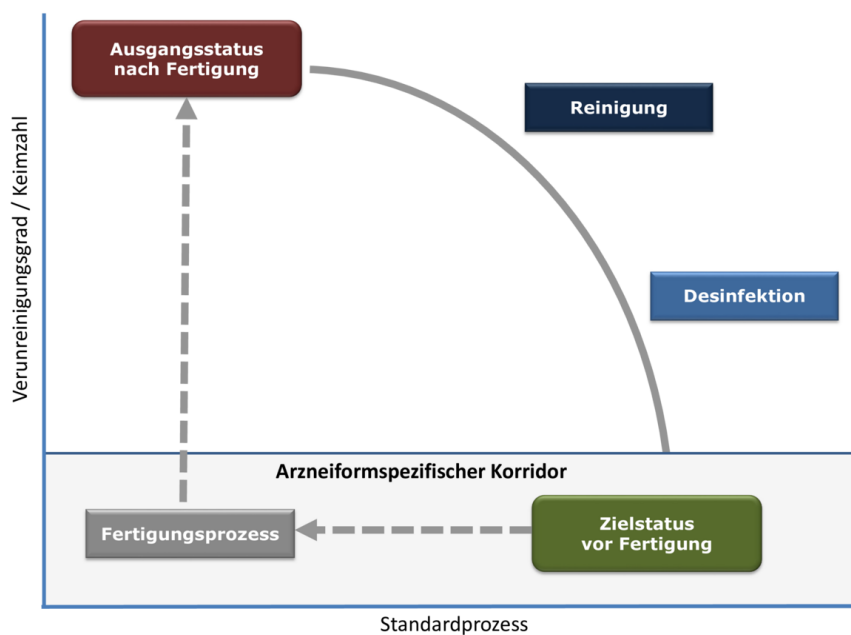 Ausgangsstatus
nach Fertigung
Reinigung
Verunreinigungsgrad / Keimzahl
Desinfektion
Arzneiformspezifischer Korridor
Fertigungsprozess
Zielstatus
vor Fertigung
Standardprozess